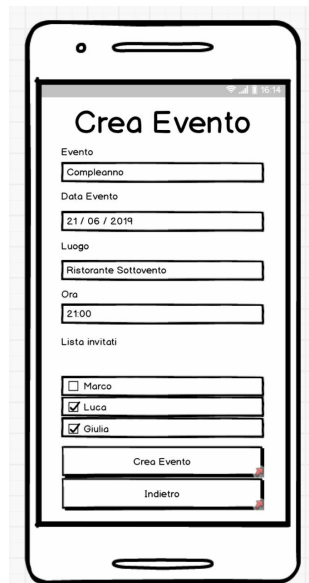 16:14
Crea Evento
Evento
Compleanno
Data Evento
21 / 06 / 2019
Luogo
Ristorante Sottovento
Ora
21:00
Lista invitati
Marco
Luca
Giulia
Crea Evento
Indietro